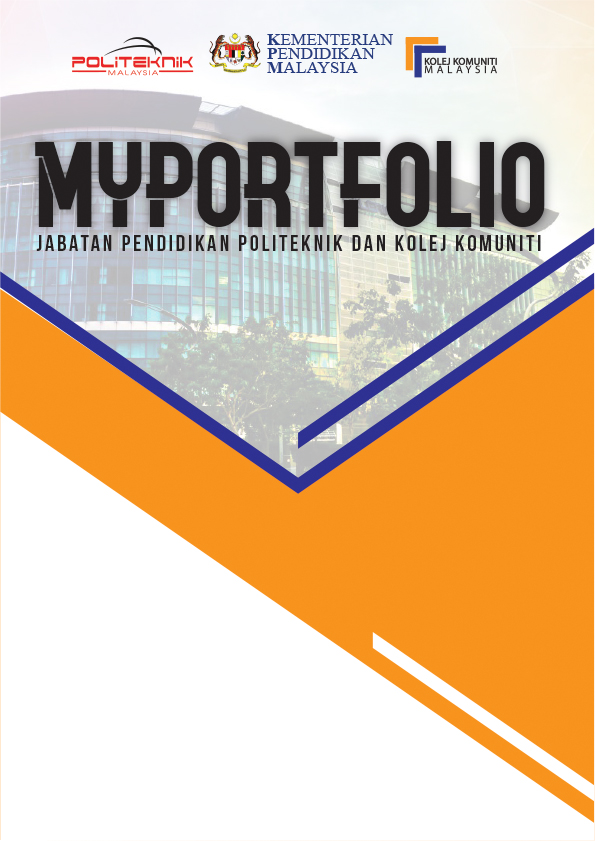 POLITEKNIK
MALAYSIA
KEMENTERIAN
PENDIDIKAN
MALAYSIA
KOLEJ KOMUNITI
MALAYSIA
MYPORTFOLIO
JABATAN PENDIDIKAN POLITEKNIK DAN KOLEJ KOMUNITI